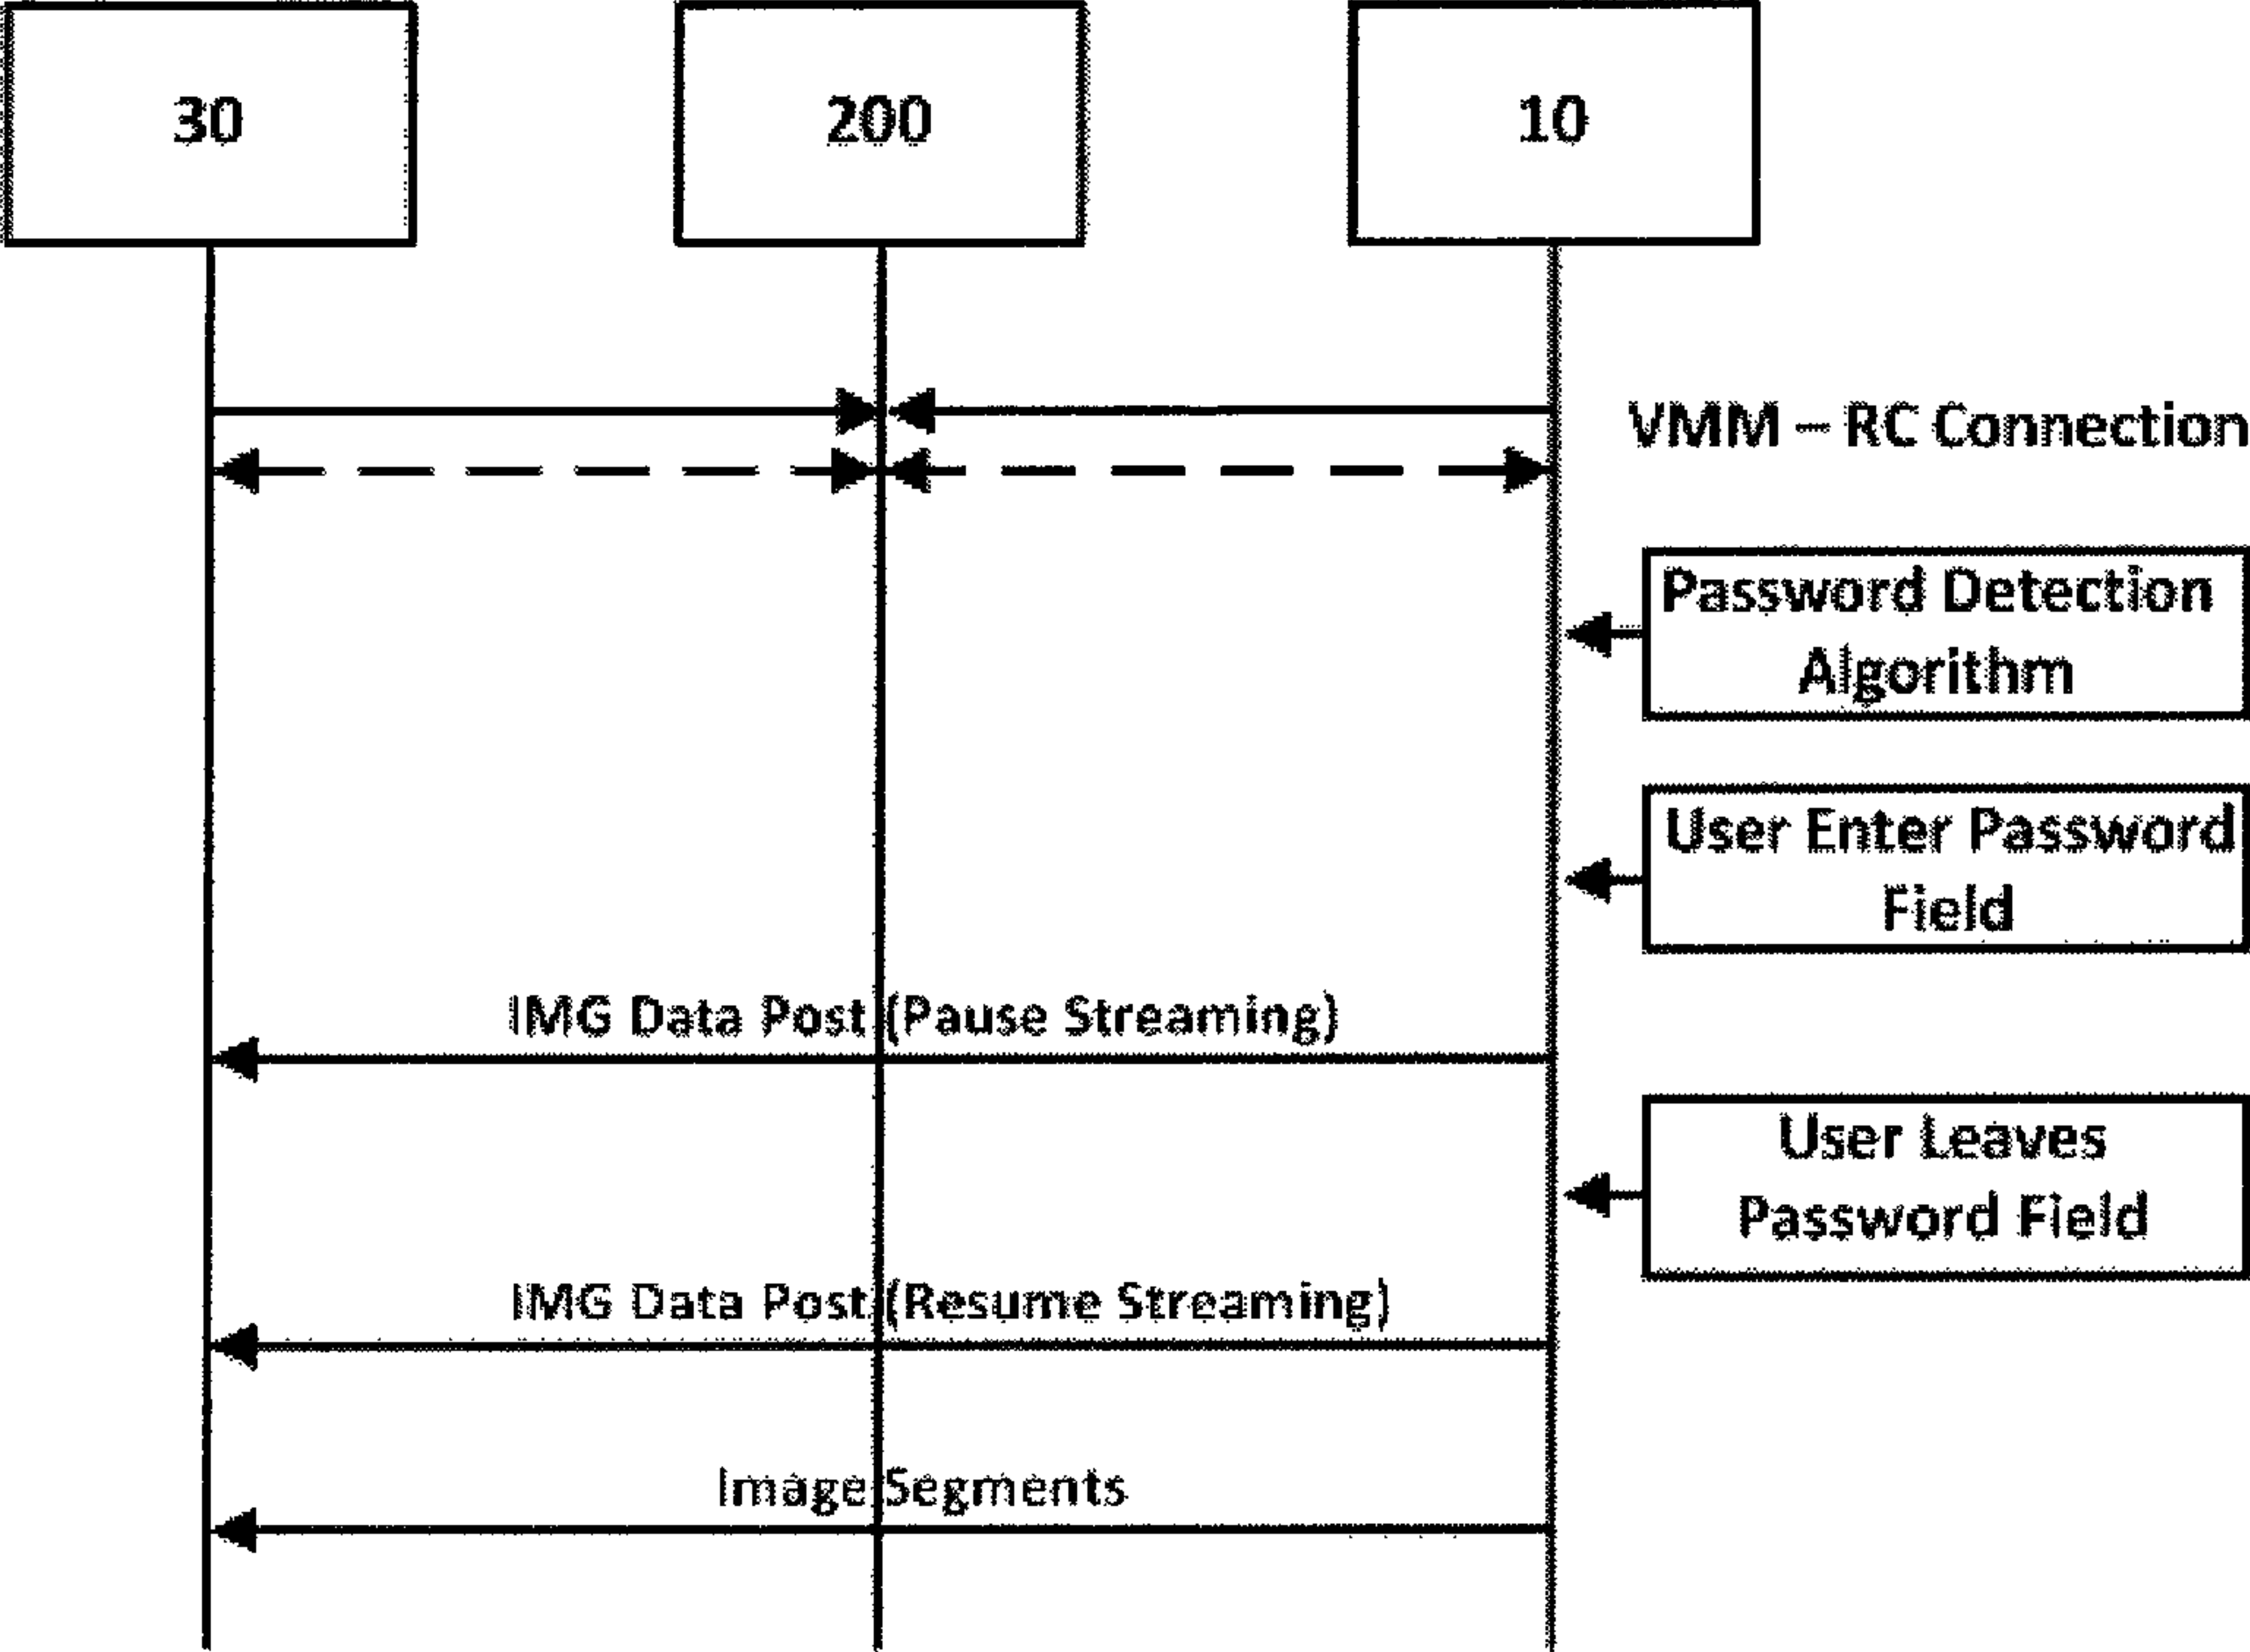 30
200
10
VMM – RC Connection
Password Detection
Algorithm
User Enter Password
Field
IMG Data Post (Pause Streaming)
User Leaves
Password Field
IMG Data Post (Resume Streaming)
Image Segments